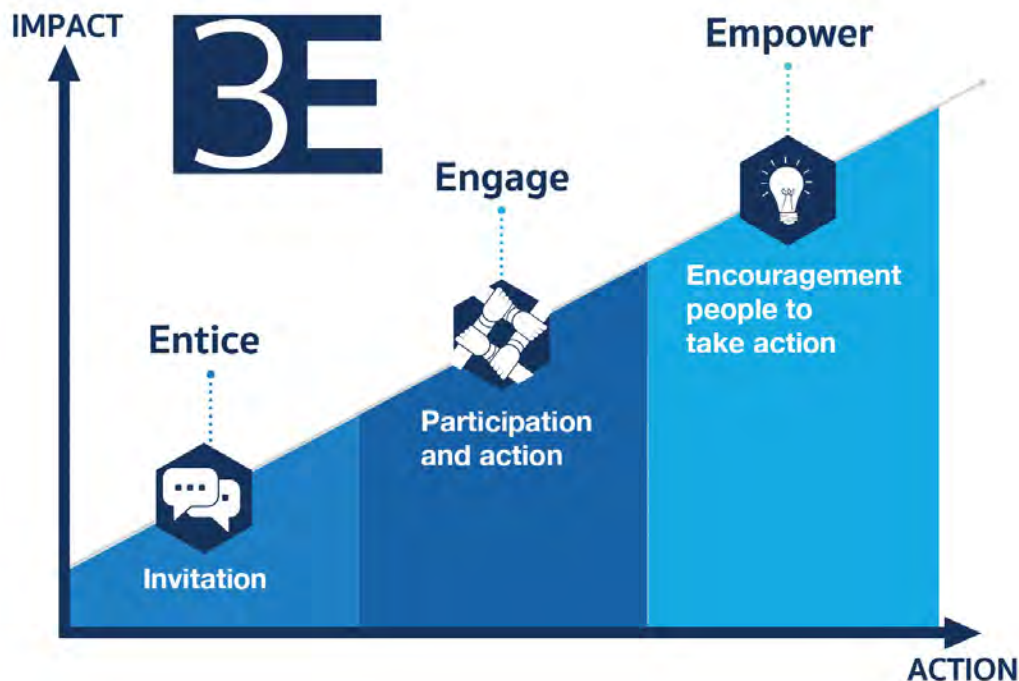 IMPACT
3E
Empower
Engage
Entice
Encouragement
people to
take action
Participation
and action
Invitation
ACTION